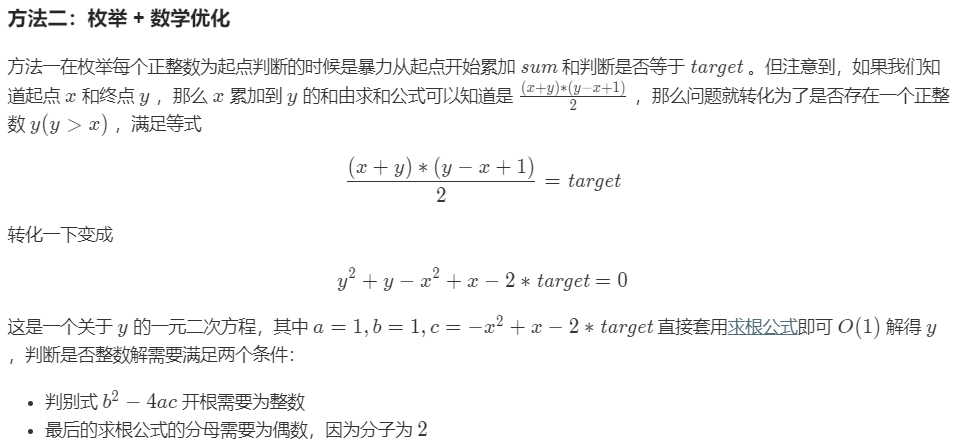 方法二：枚举 + 数学优化
方法一在枚举每个正整数为起点判断的时候是暴力从起点开始累加 sum 和判断是否等于 target 。但注意到，如果我们知
道起点 x 和终点 y ，那么 x 累加到 y 的和由求和公式可以知道是 \frac{(x+y)*(y-x+1)}{2} ，那么问题就转化为了是否存在一个正整
数 y(y > x) ，满足等式
\frac{(x+y)*(y-x+1)}{2} = target
转化一下变成
y^2 + y - x^2 + x - 2 * target = 0
这是一个关于 y 的一元二次方程，其中 a = 1, b = 1, c = -x^2 + x - 2 * target 直接套用求根公式即可 O(1) 解得 y
，判断是否整数解需要满足两个条件：
• 判别式 b^2 - 4ac 开根需要为整数
• 最后的求根公式的分母需要为偶数，因为分子为 2